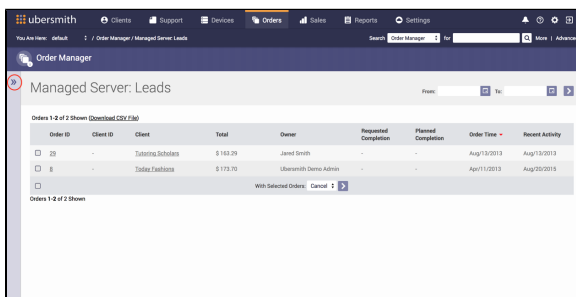 ubersmith Clients Support Devices Orders Sales Reports Settings
You Are Here: default / Order Manager / Managed Server: Leads Search Order Manager for More | Advance
Order Manager
Managed Server: Leads From: To:
Orders 1-2 of 2 Shown (Download CSV File)
Order ID Client ID Client Total Owner Requested Completion Planned Completion Order Time Recent Activity
29 - Tutoring Scholars $163.29 Jared Smith - - Aug/13/2013 Aug/13/2013
8 - Today Fashions $173.70 Ubersmith Demo Admin - - Apr/11/2013 Aug/20/2015
With Selected Orders: Cancel
Orders 1-2 of 2 Shown